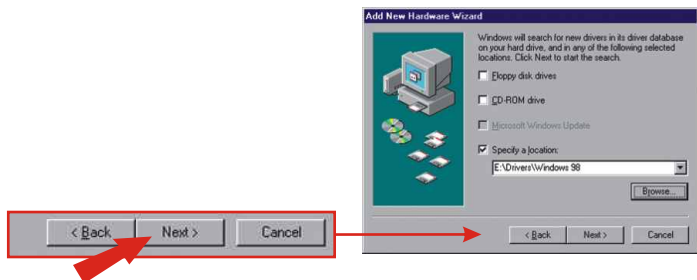 Add New Hardware Wizard
Windows will search for new drivers in its driver database
on your hard drive, and in any of the following selected
locations. Click Next to start the search.
Floppy disk drives
CD-ROM drive
Microsoft Windows Update
Specify a location:
E:\Drivers\Windows 98
Browse...
< Back Next > Cancel
< Back Next > Cancel